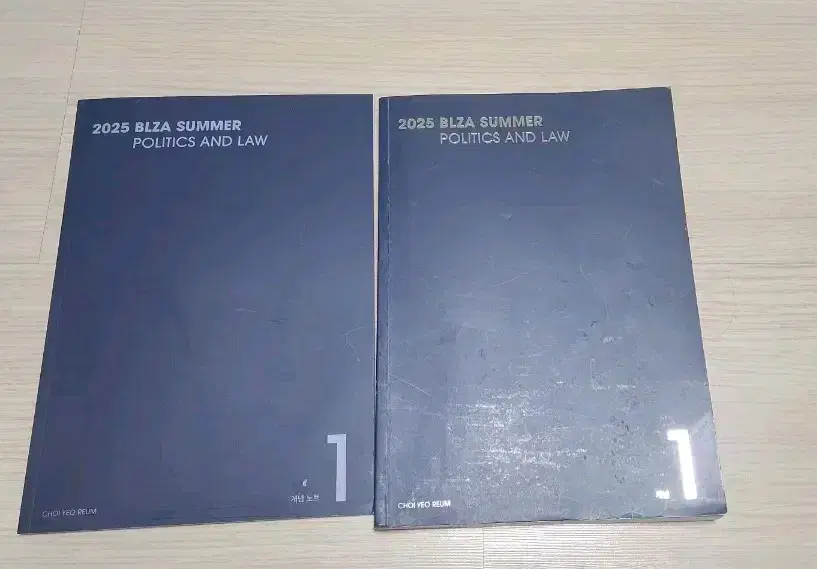 2025 BLZA SUMMER
POLITICS AND LAW
개념 노트
1
CHOI YEO REUM
2025 BLZA SUMMER
POLITICS AND LAW
1
CHOI YEO REUM